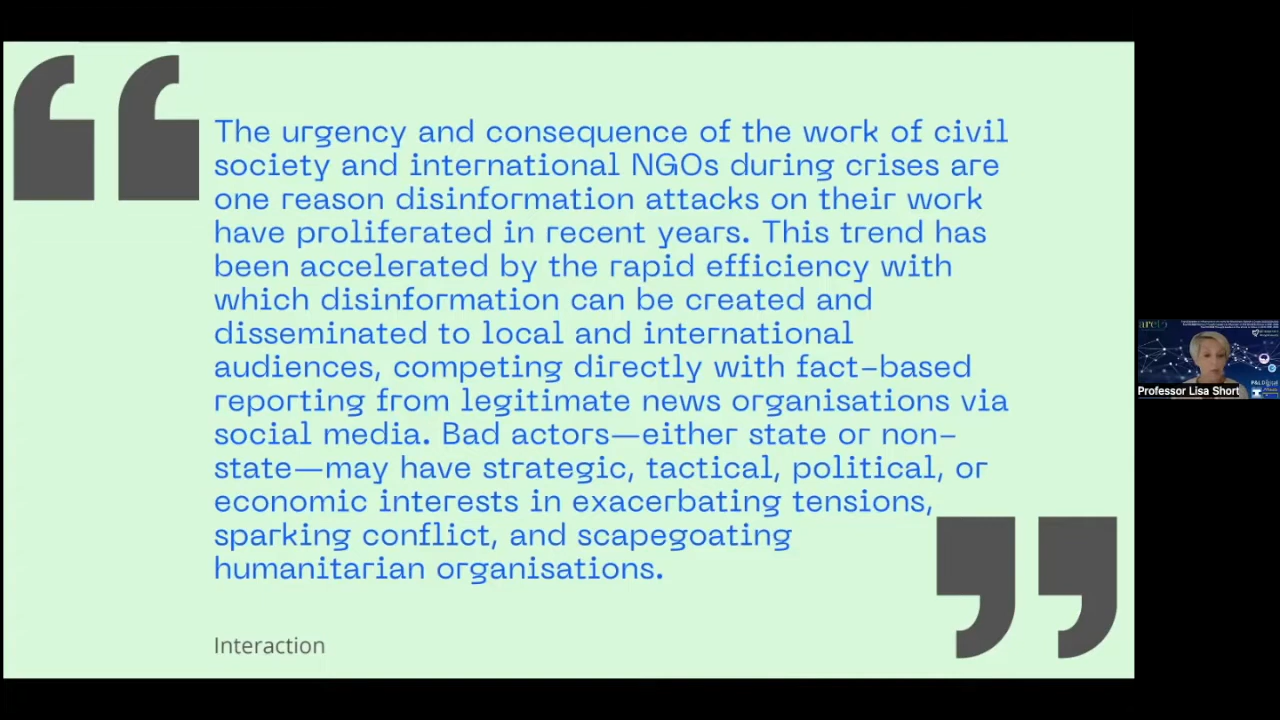 The urgency and consequence of the work of civil
society and international NGOs during crises are
one reason disinformation attacks on their work
have proliferated in recent years. This trend has
been accelerated by the rapid efficiency with
which disinformation can be created and
disseminated to local and international
audiences, competing directly with fact-based
reporting from legitimate news organisations via
social media. Bad actors—either state or non-
state—may have strategic, tactical, political, or
economic interests in exacerbating tensions,
sparking conflict, and scapegoating
humanitarian organisations.
Interaction
Professor Lisa Short